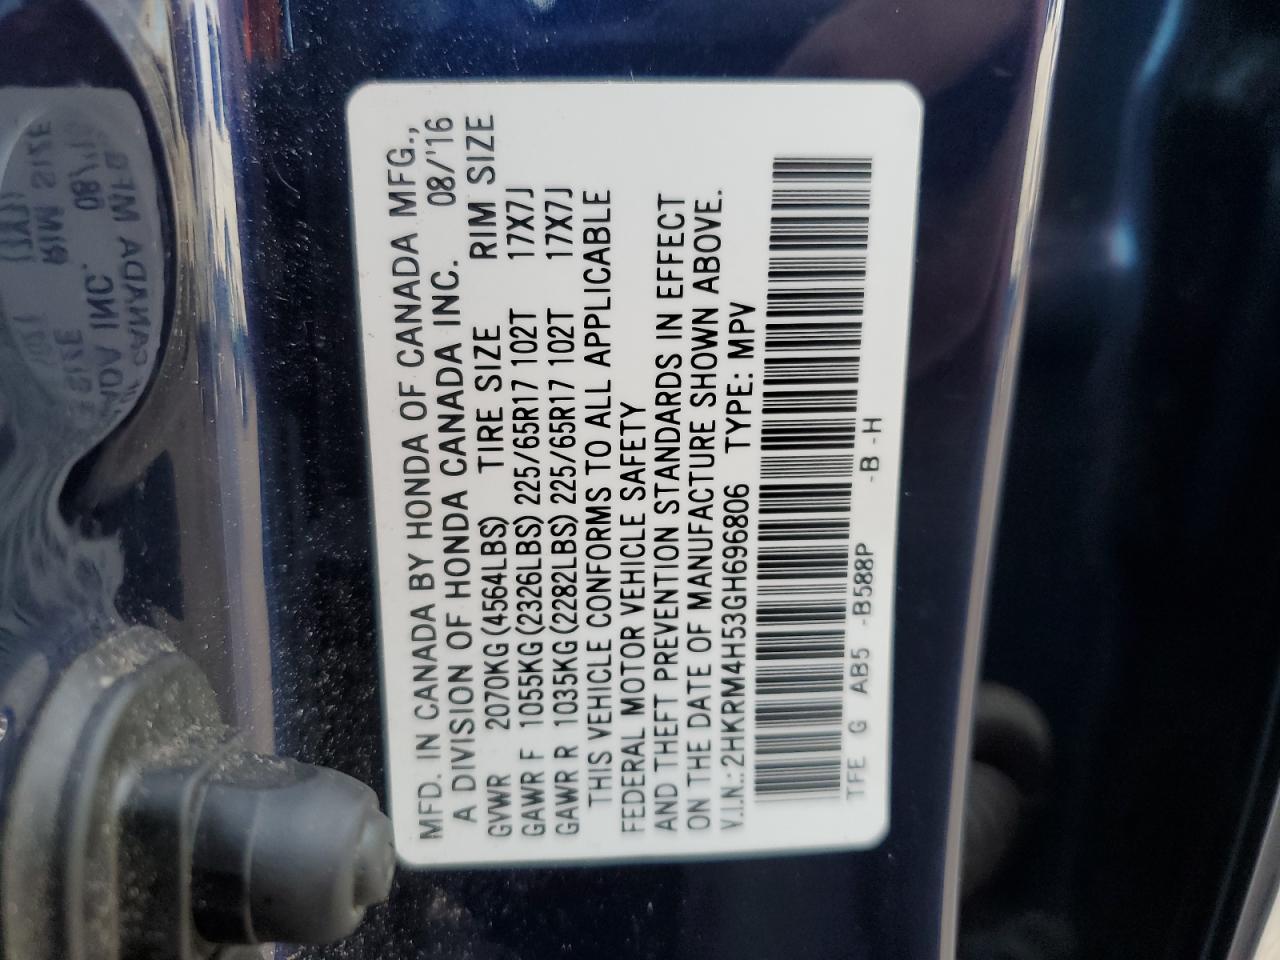 MFD. IN CANADA BY HONDA OF CANADA MFG.,
A DIVISION OF HONDA CANADA INC. 08/'16
GVWR 2070KG(4564LBS) TIRE SIZE RIM SIZE
GAWR F 1055KG(2326LBS) 225/65R17 102T 17X7J
GAWR R 1035KG(2282LBS) 225/65R17 102T 17X7J
THIS VEHICLE CONFORMS TO ALL APPLICABLE
FEDERAL MOTOR VEHICLE SAFETY
AND THEFT PREVENTION STANDARDS IN EFFECT
ON THE DATE OF MANUFACTURE SHOWN ABOVE.
V.I.N.:2HKRM4H53GH696806 TYPE: MPV
TFE G AB5 -B588P -B -H